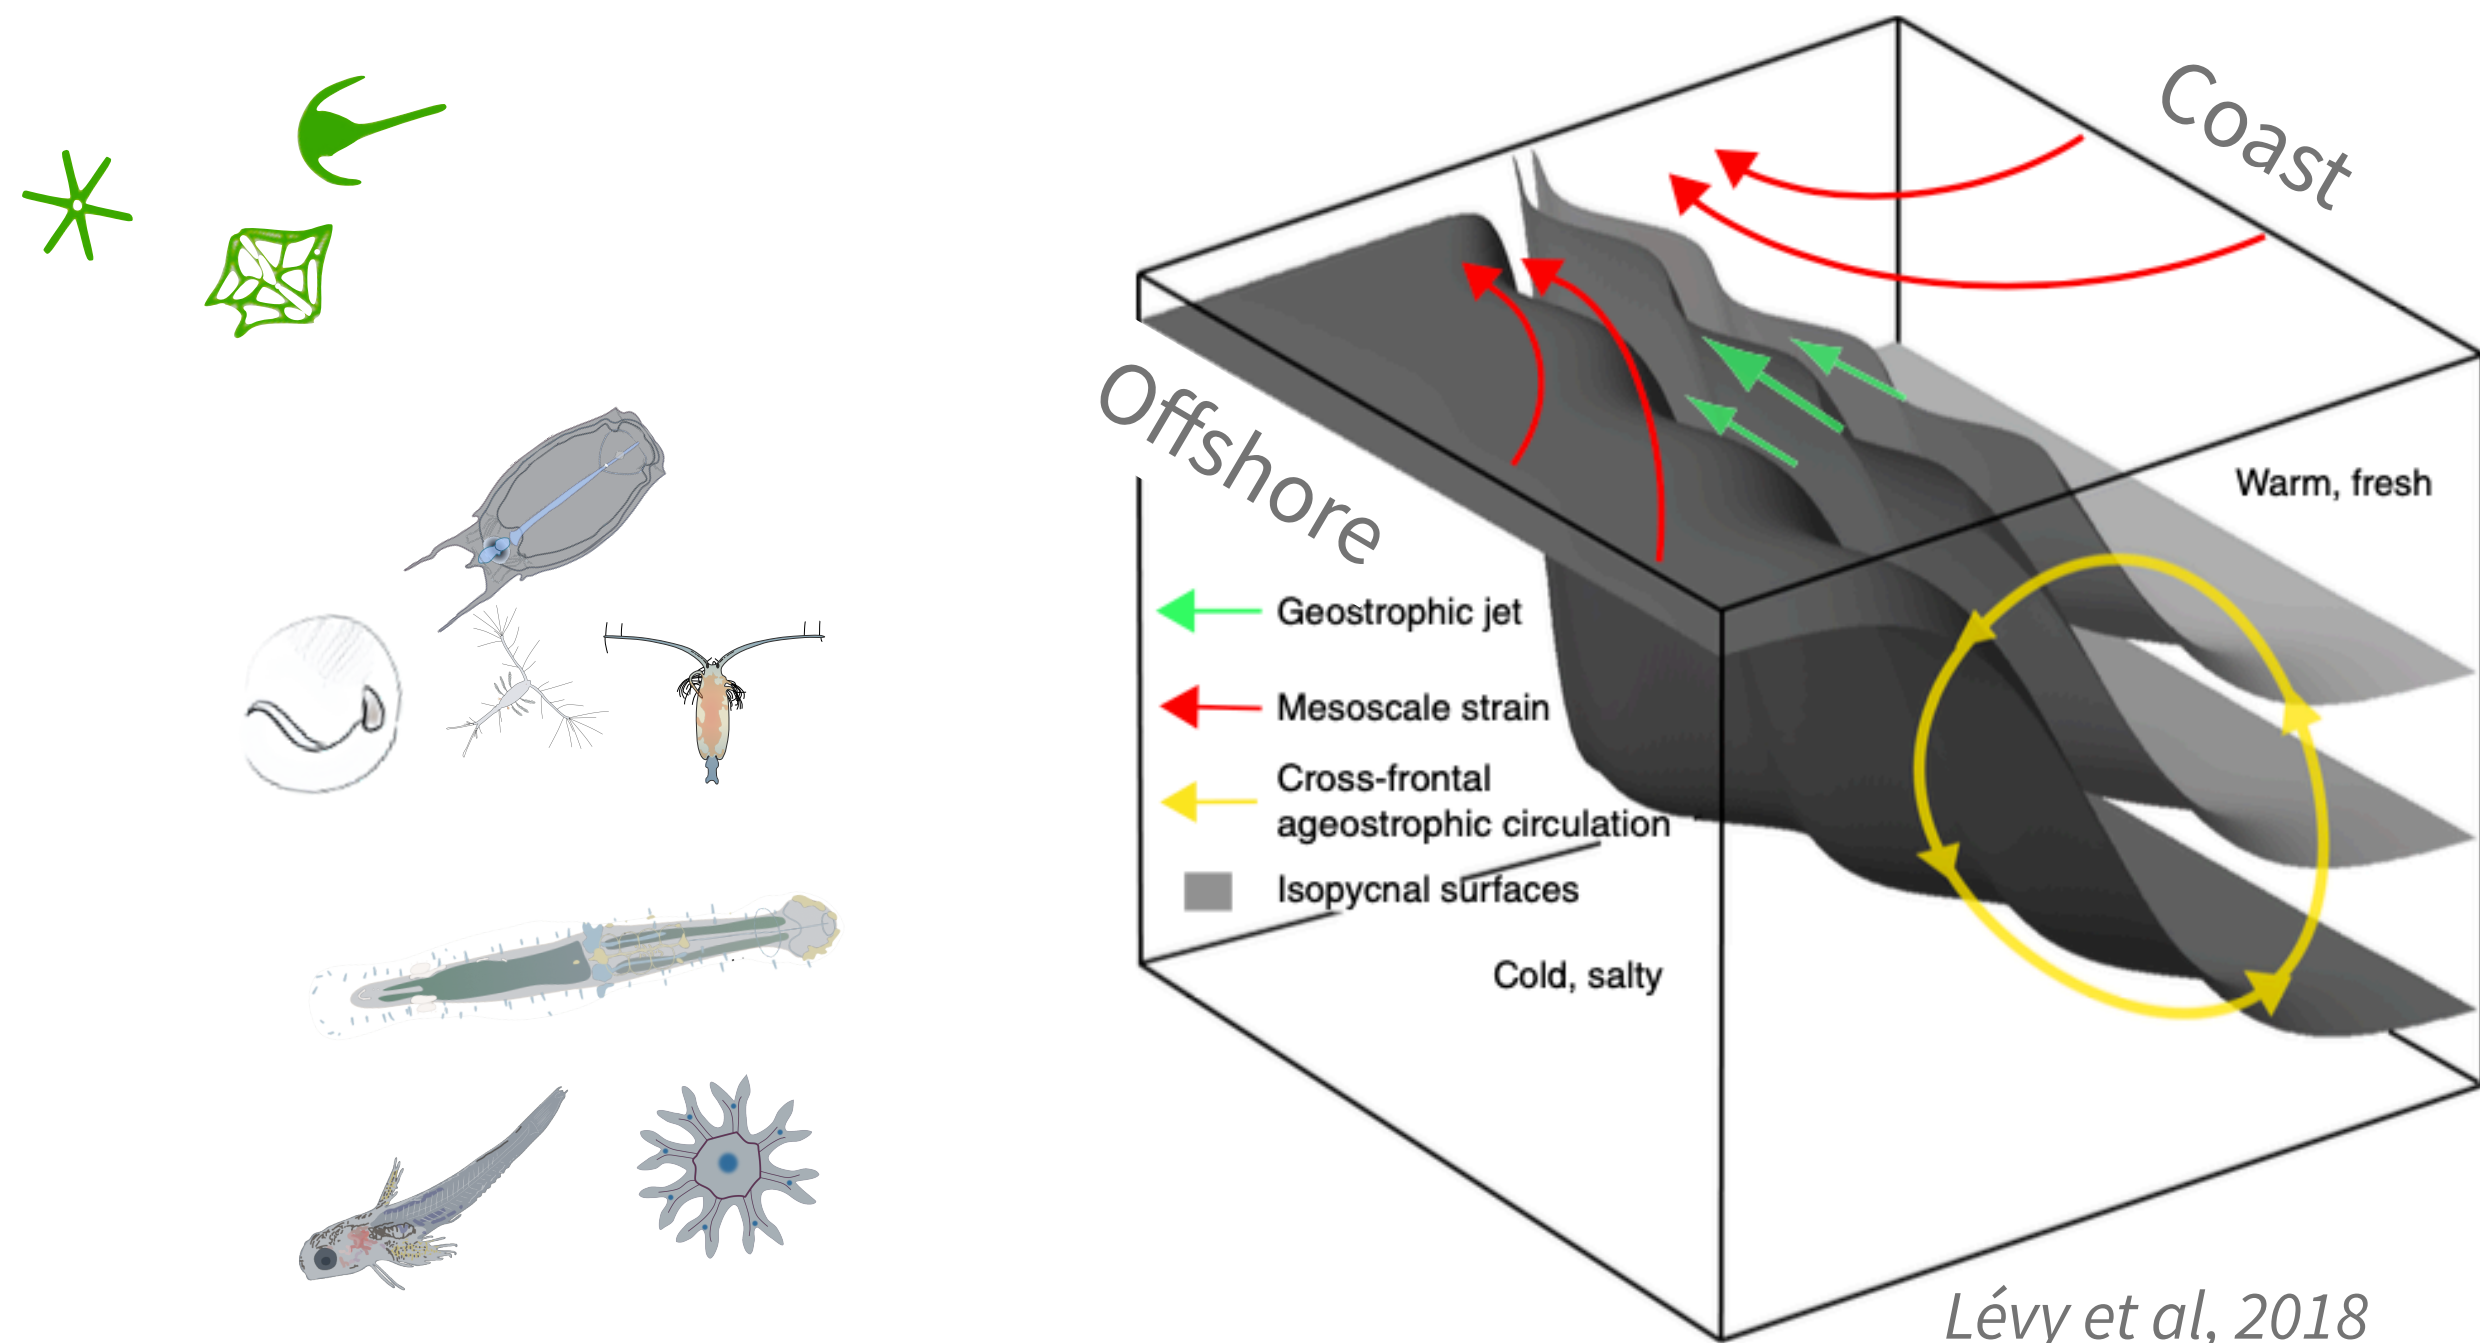 Coast
Offshore
Warm, fresh
Geostrophic jet
Mesoscale strain
Cross-frontal
ageostrophic circulation
Isopycnal surfaces
Cold, salty
Lévy et al, 2018